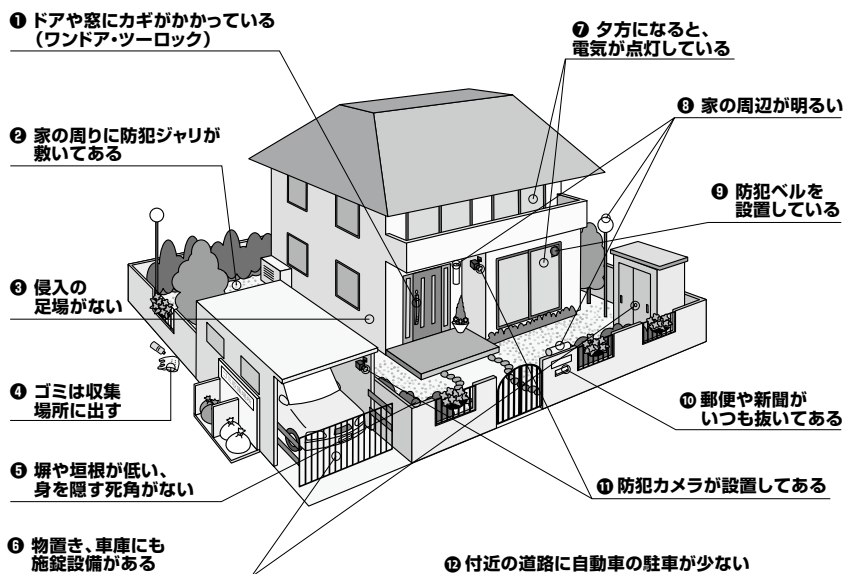 ❶ ドアや窓にカギがかかっている
（ワンドア・ツーロック）
❷ 家の周りに防犯ジャリが
敷いてある
❸ 侵入の
足場がない
❹ ゴミは収集
場所に出す
❺ 塀や垣根が低い、
身を隠す死角がない
❻ 物置き、車庫にも
施錠設備がある
❼ 夕方になると、
電気が点灯している
❽ 家の周辺が明るい
❾ 防犯ベルを
設置している
❿ 郵便や新聞が
いつも抜いてある
⓫ 防犯カメラが設置してある
⓬ 付近の道路に自動車の駐車が少ない